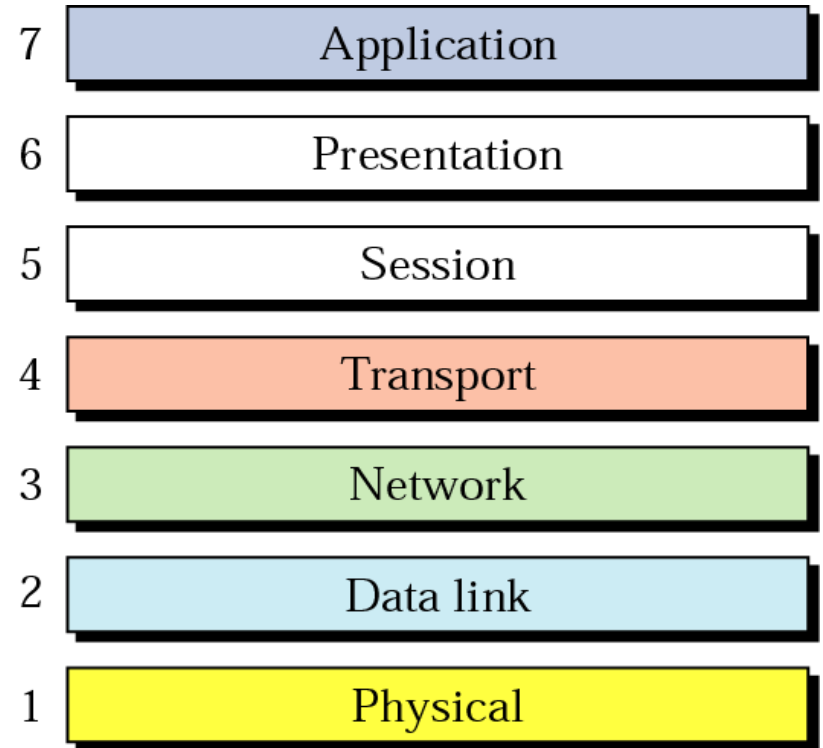 7 Application
6 Presentation
5 Session
4 Transport
3 Network
2 Data link
1 Physical